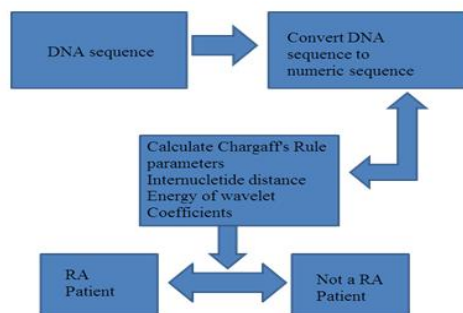 DNA sequence
Convert DNA
sequence to
numeric sequence
Calculate Chargaff's Rule
parameters
Internucletide distance
Energy of wavelet
Coefficients
RA
Patient
Not a RA
Patient